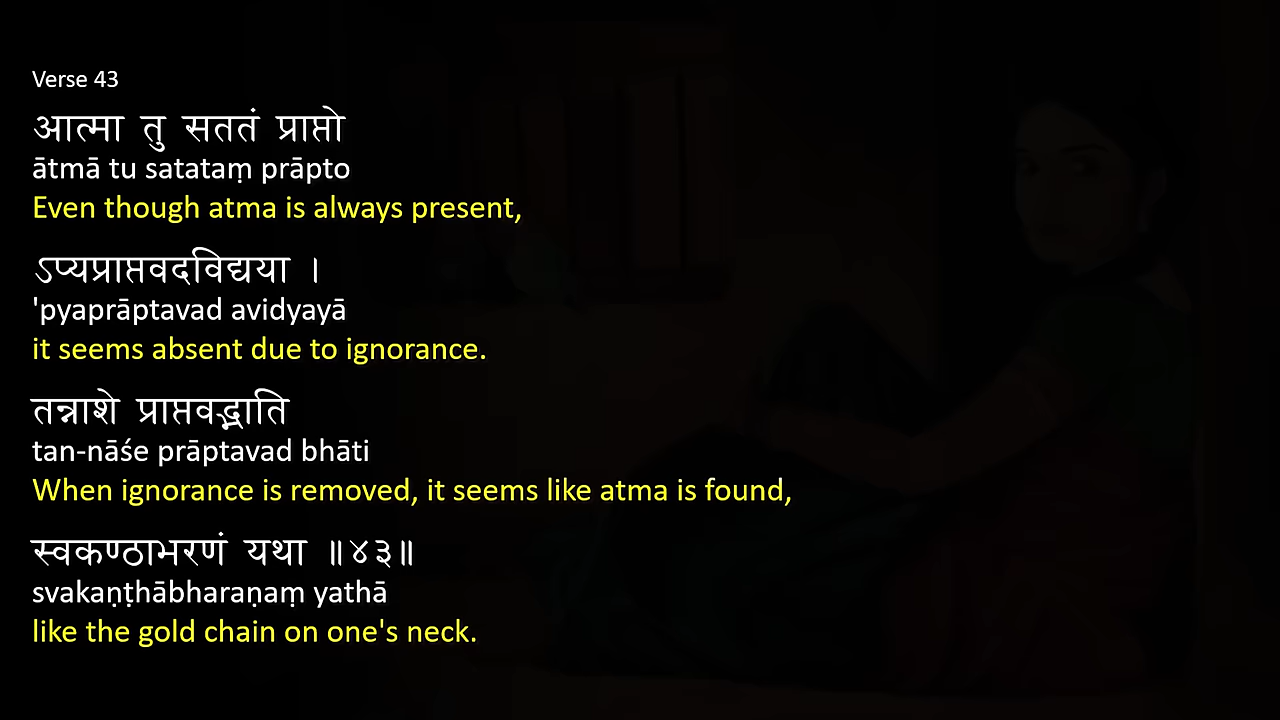 Verse 43
आत्मा तु सततं प्राप्तो
ātmā tu satataṃ prāpto
Even though atma is always present,
ऽप्यप्राप्तवदविद्यया ।
'pyaprāptavad avidyayā
it seems absent due to ignorance.
तन्नाशे प्राप्तवद्भाति
tan-nāśe prāptavad bhāti
When ignorance is removed, it seems like atma is found,
स्वकण्ठाभरणं यथा ॥४३॥
svakaṇṭhābharaṇaṃ yathā
like the gold chain on one's neck.